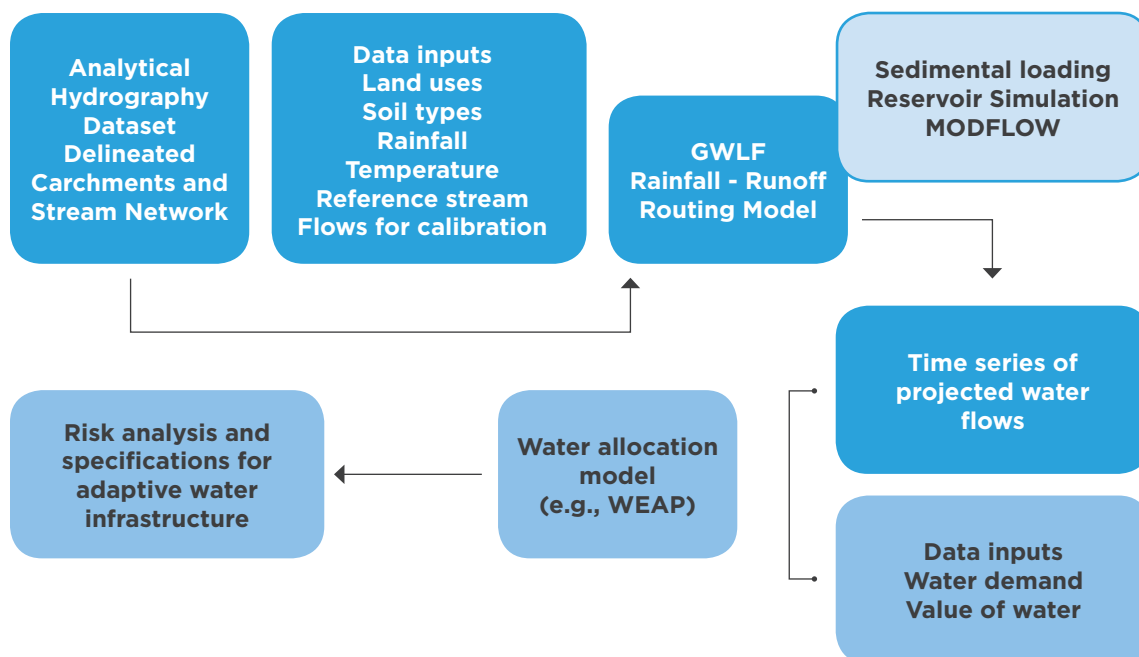 Analytical
Hydrography
Dataset
Delineated
Carchments and
Stream Network
Data inputs
Land uses
Soil types
Rainfall
Temperature
Reference stream
Flows for calibration
GWLF
Rainfall - Runoff
Routing Model
Sedimental loading
Reservoir Simulation
MODFLOW
Time series of
projected water
flows
Risk analysis and
specifications for
adaptive water
infrastructure
Water allocation
model
(e.g., WEAP)
Data inputs
Water demand
Value of water